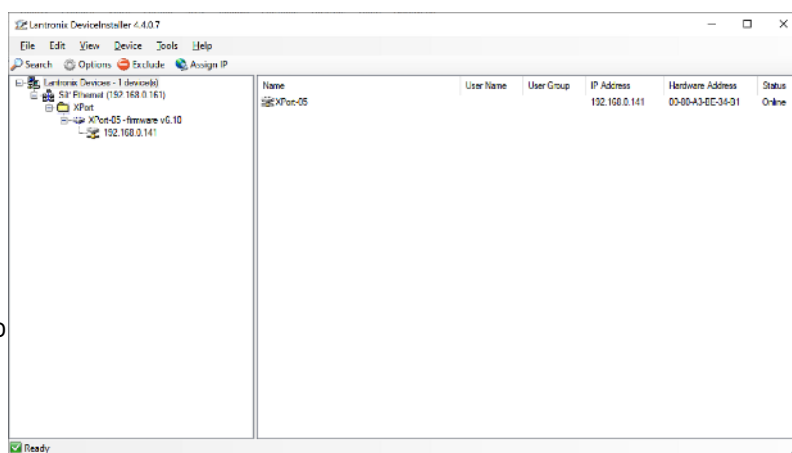 Lantronix DeviceInstaller 4.4.0.7
File Edit View Device Tools Help
Search Options Exclude Assign IP
Lantronix Devices - 1 device(s)
Ethernet (192.168.0.161)
XPort
XPort-05 - firmware v6.10
192.168.0.141
Name User Name User Group IP Address Hardware Address Status
XPort-05 192.168.0.141 00-80-A3-BE-34-B1 Online
Ready